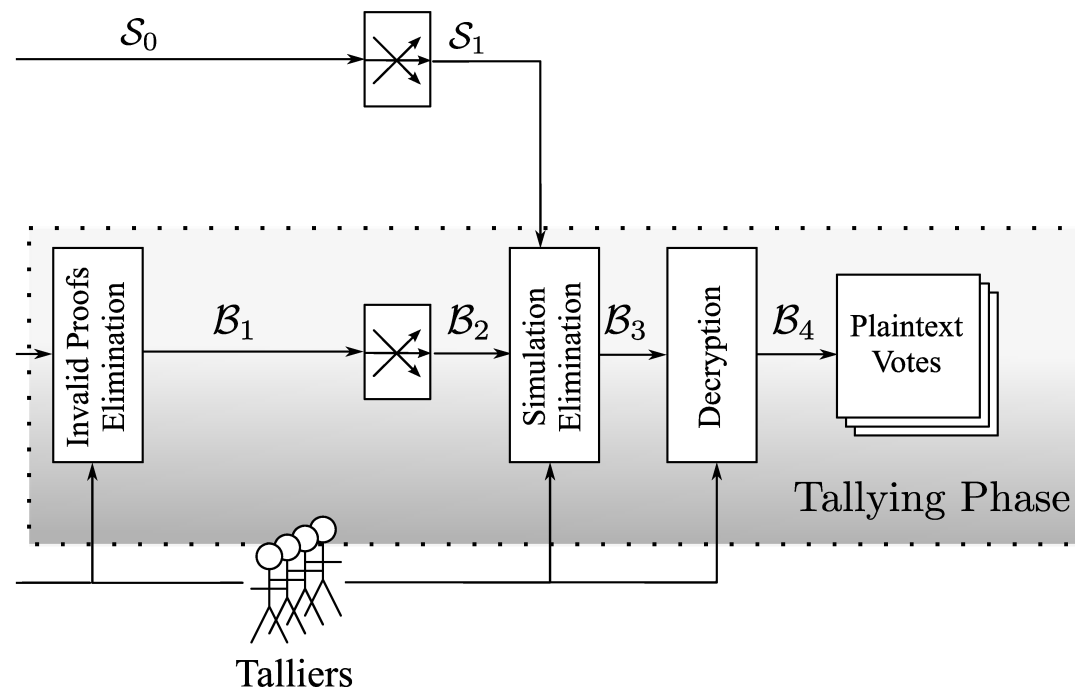 𝒮₀
𝒮₁
Invalid Proofs
Elimination
ℬ₁
ℬ₂
Simulation
Elimination
ℬ₃
Decryption
ℬ₄
Plaintext
Votes
Tallying Phase
Talliers